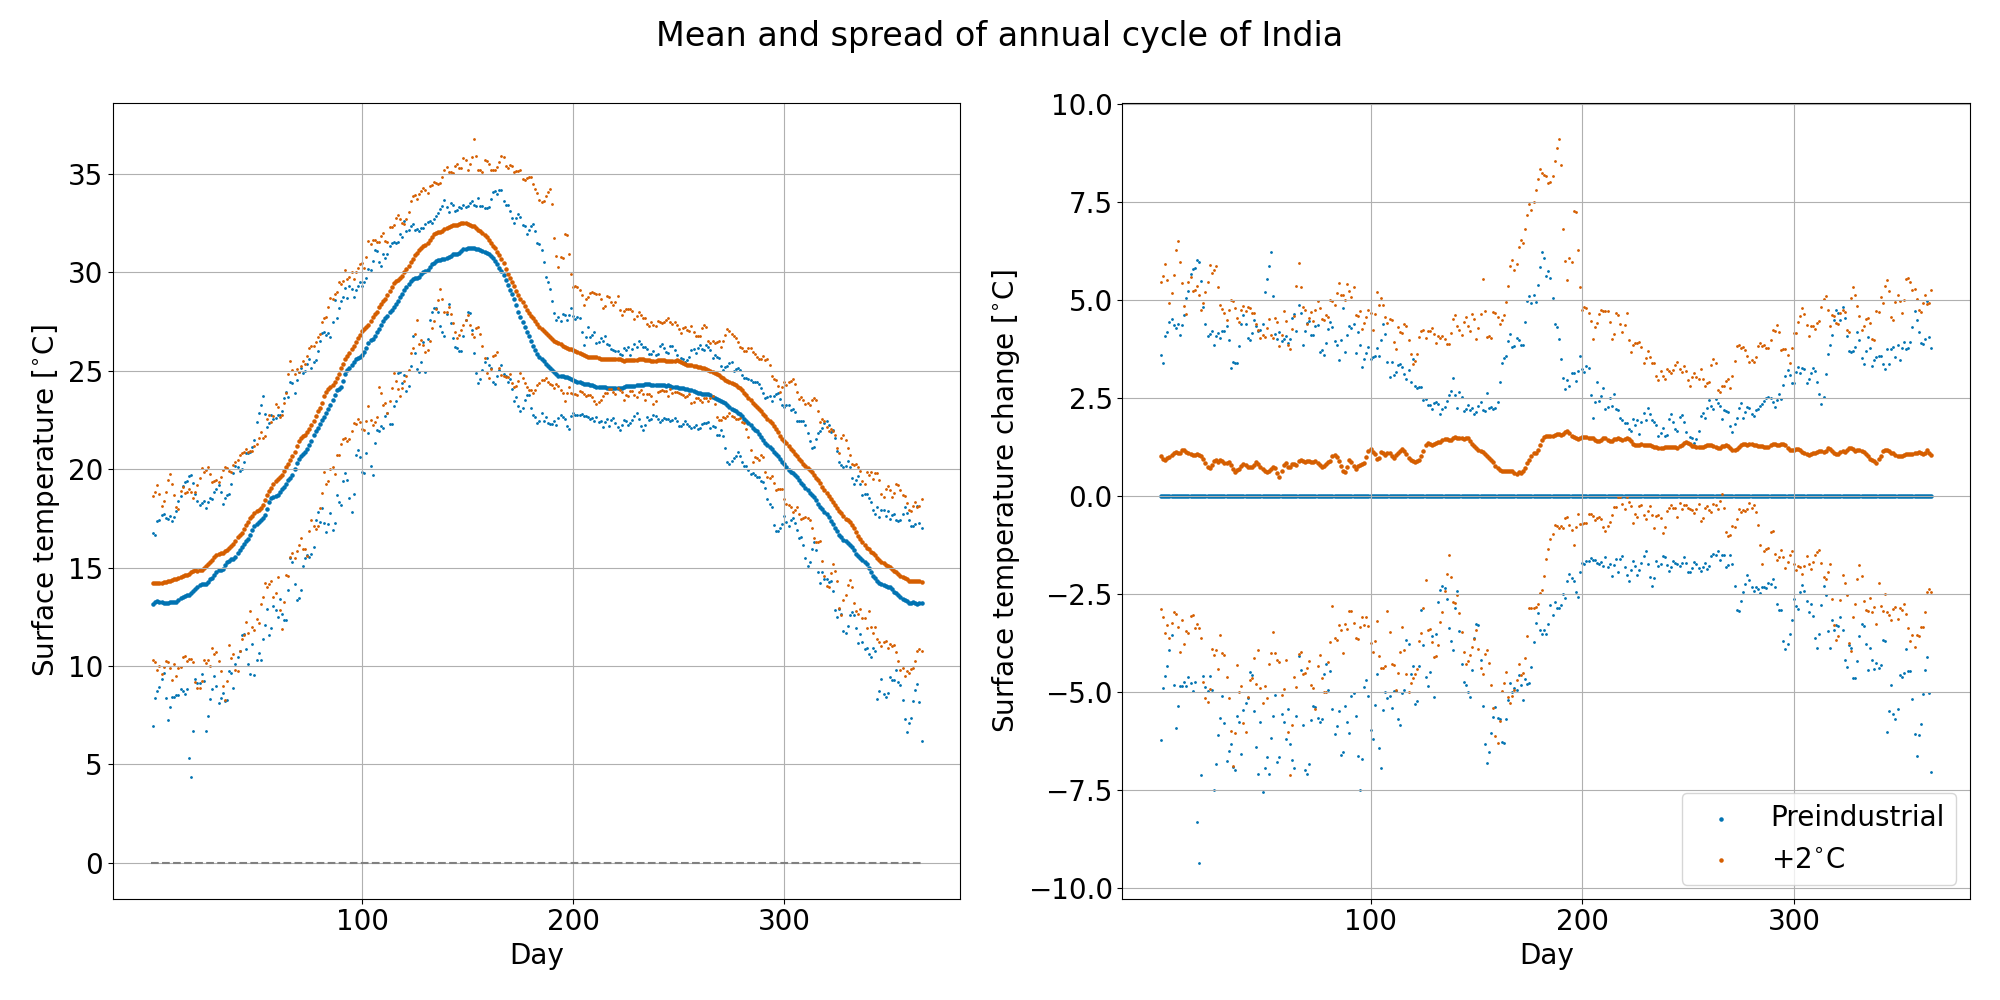 Mean and spread of annual cycle of India
Surface temperature [°C]
35
30
25
20
15
10
5
0
100 200 300
Day
Surface temperature change [°C]
10.0
7.5
5.0
2.5
0.0
−2.5
−5.0
−7.5
−10.0
Preindustrial
+2°C
100 200 300
Day